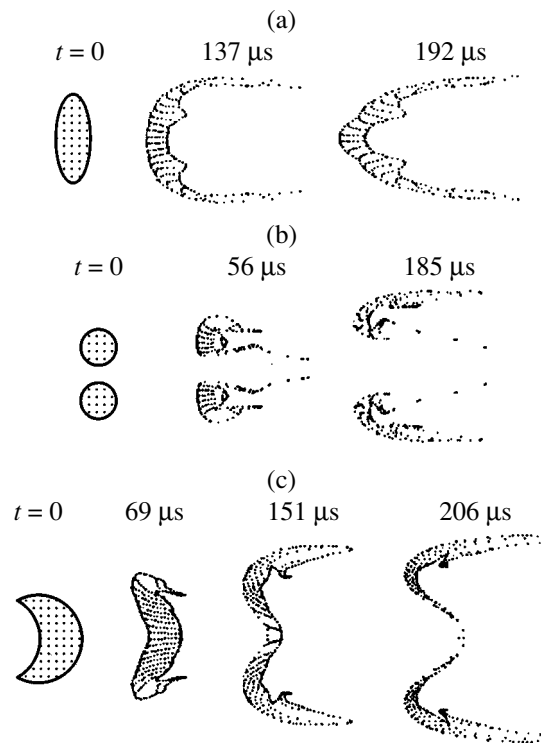 (a)
t = 0 137 μs 192 μs
(b)
t = 0 56 μs 185 μs
(c)
t = 0 69 μs 151 μs 206 μs